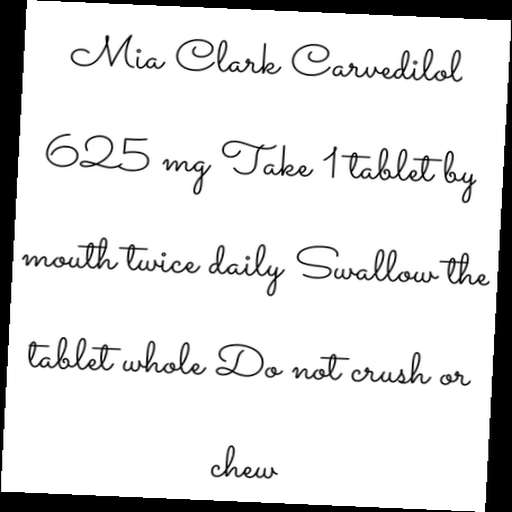 Mia Clark Carvedilol
625 mg Take 1 tablet by
mouth twice daily Swallow the
tablet whole Do not crush or
chew